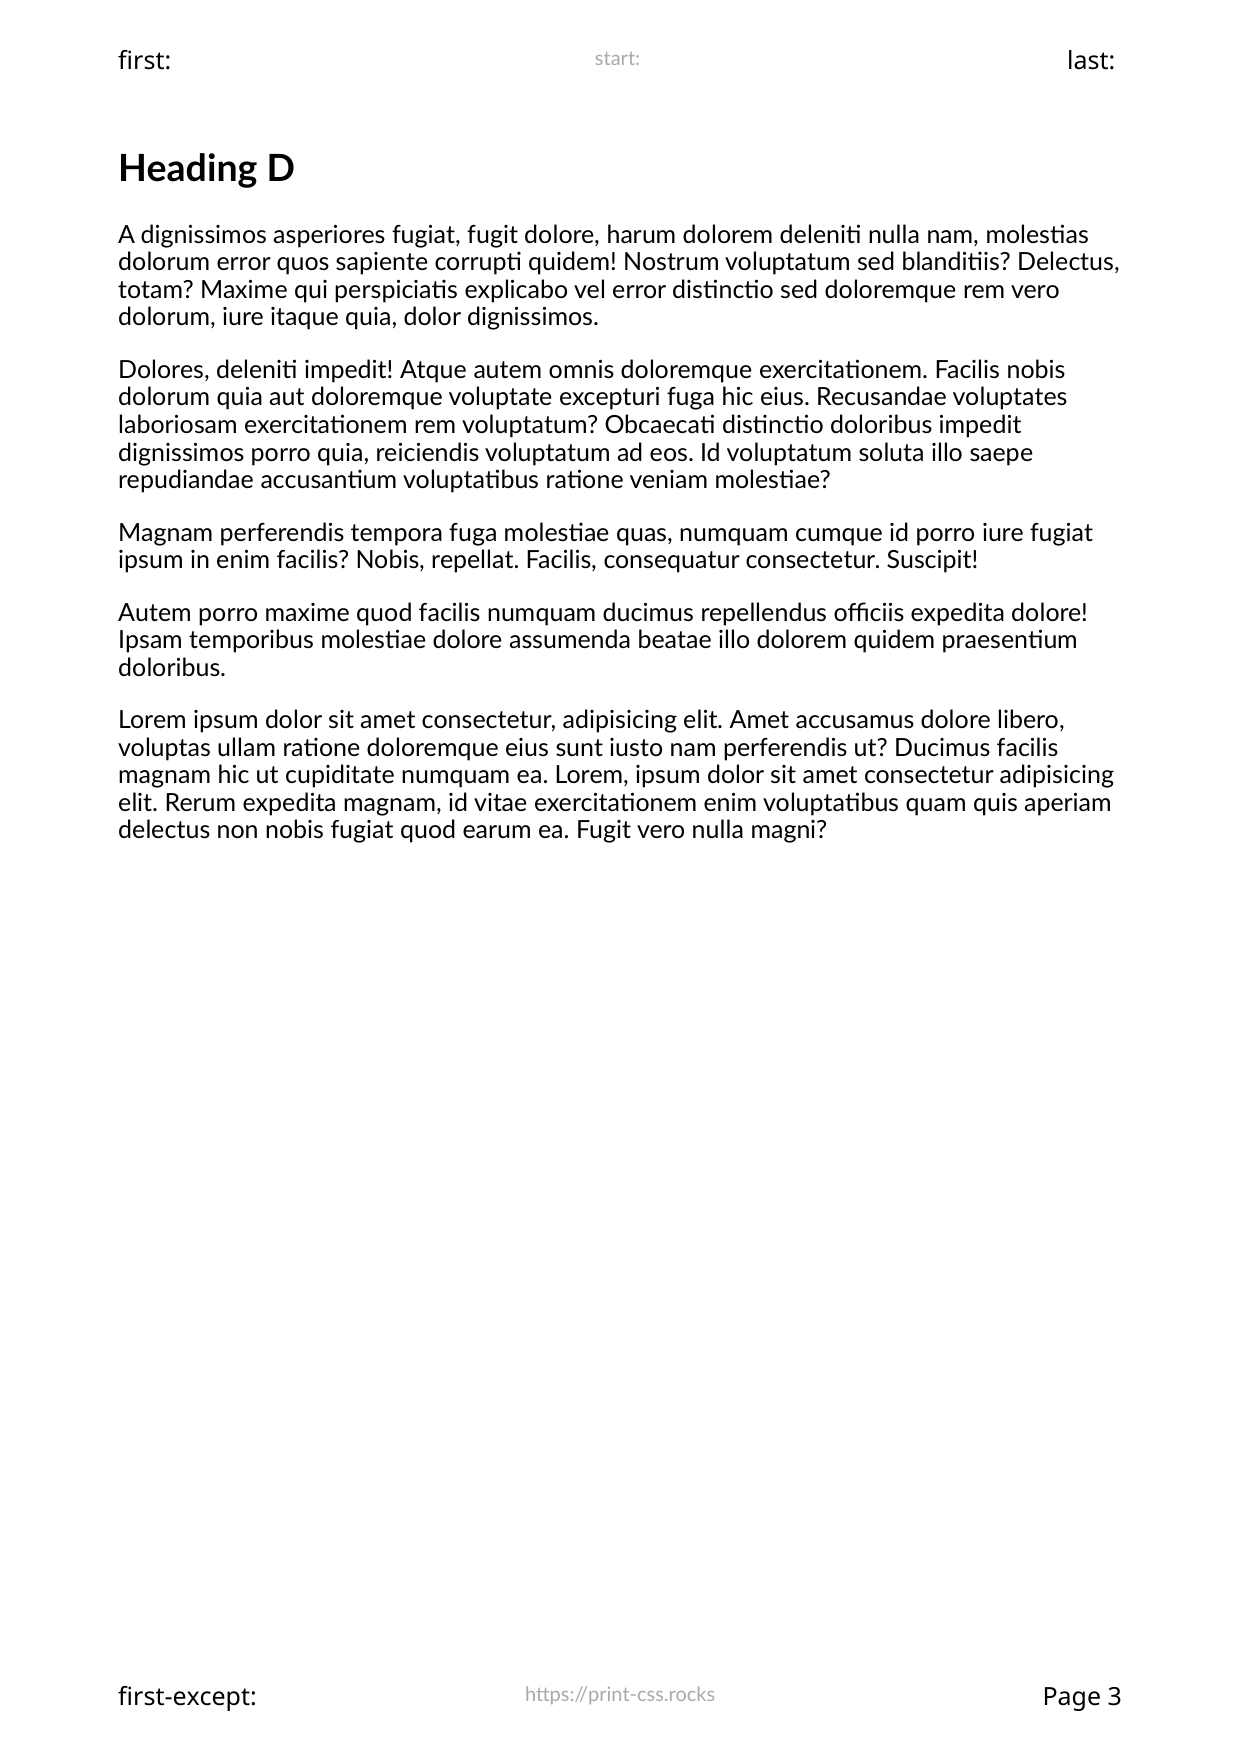 first:
start:
last:
Heading D
A dignissimos asperiores fugiat, fugit dolore, harum dolorem deleniti nulla nam, molestias
dolorum error quos sapiente corrupti quidem! Nostrum voluptatum sed blanditiis? Delectus,
totam? Maxime qui perspiciatis explicabo vel error distinctio sed doloremque rem vero
dolorum, iure itaque quia, dolor dignissimos.
Dolores, deleniti impedit! Atque autem omnis doloremque exercitationem. Facilis nobis
dolorum quia aut doloremque voluptate excepturi fuga hic eius. Recusandae voluptates
laboriosam exercitationem rem voluptatum? Obcaecati distinctio doloribus impedit
dignissimos porro quia, reiciendis voluptatum ad eos. Id voluptatum soluta illo saepe
repudiandae accusantium voluptatibus ratione veniam molestiae?
Magnam perferendis tempora fuga molestiae quas, numquam cumque id porro iure fugiat
ipsum in enim facilis? Nobis, repellat. Facilis, consequatur consectetur. Suscipit!
Autem porro maxime quod facilis numquam ducimus repellendus officiis expedita dolore!
Ipsam temporibus molestiae dolore assumenda beatae illo dolorem quidem praesentium
doloribus.
Lorem ipsum dolor sit amet consectetur, adipisicing elit. Amet accusamus dolore libero,
voluptas ullam ratione doloremque eius sunt iusto nam perferendis ut? Ducimus facilis
magnam hic ut cupiditate numquam ea. Lorem, ipsum dolor sit amet consectetur adipisicing
elit. Rerum expedita magnam, id vitae exercitationem enim voluptatibus quam quis aperiam
delectus non nobis fugiat quod earum ea. Fugit vero nulla magni?
first-except:
https://print-css.rocks
Page 3